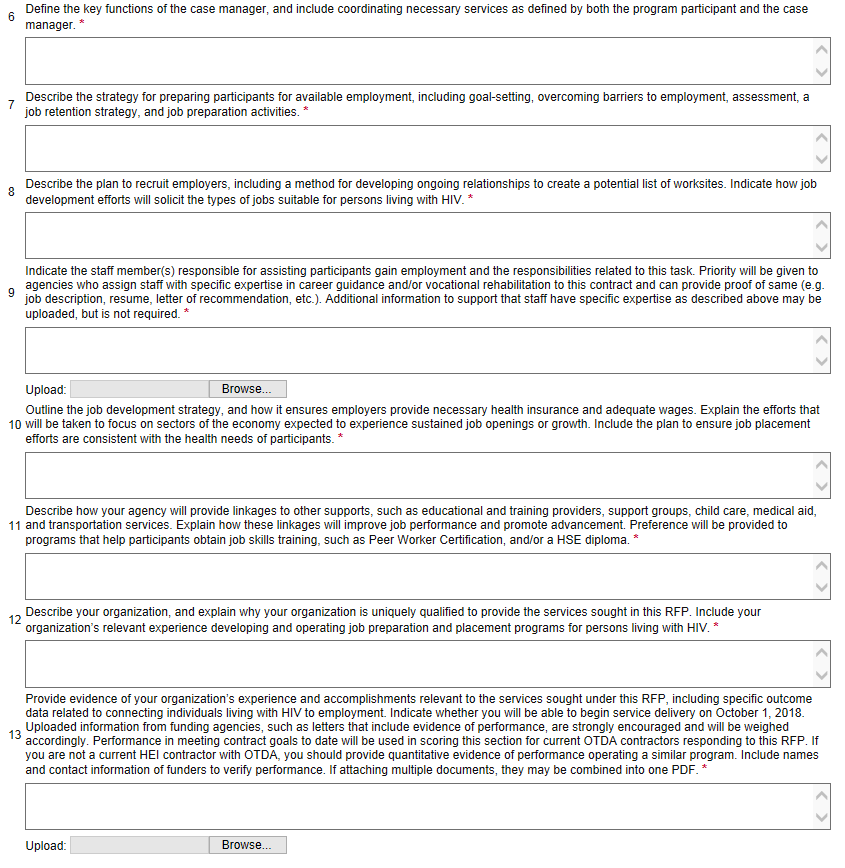 Define the key functions of the case manager, and include coordinating necessary services as defined by both the program participant and the case
6
manager. *
Describe the strategy for preparing participants for available employment, including goal-setting, overcoming barriers to employment, assessment, a
7
job retention strategy, and job preparation activities. *
Describe the plan to recruit employers, including a method for developing ongoing relationships to create a potential list of worksites. Indicate how job
8
development efforts will solicit the types of jobs suitable for persons living with HIV. *
Indicate the staff member(s) responsible for assisting participants gain employment and the responsibilities related to this task. Priority will be given to
agencies who assign staff with specific expertise in career guidance and/or vocational rehabilitation to this contract and can provide proof of same (e.g.
9
job description, resume, letter of recommendation, etc.). Additional information to support that staff have specific expertise as described above may be
uploaded, but is not required. *
Upload: Browse...
Outline the job development strategy, and how it ensures employers provide necessary health insurance and adequate wages. Explain the efforts that
10 will be taken to focus on sectors of the economy expected to experience sustained job openings or growth. Include the plan to ensure job placement
efforts are consistent with the health needs of participants. *
Describe how your agency will provide linkages to other supports, such as educational and training providers, support groups, child care, medical aid,
11 and transportation services. Explain how these linkages will improve job performance and promote advancement. Preference will be provided to
programs that help participants obtain job skills training, such as Peer Worker Certification, and/or a HSE diploma. *
Describe your organization, and explain why your organization is uniquely qualified to provide the services sought in this RFP. Include your
12
organization's relevant experience developing and operating job preparation and placement programs for persons living with HIV. *
Provide evidence of your organization's experience and accomplishments relevant to the services sought under this RFP, including specific outcome
data related to connecting individuals living with HIV to employment. Indicate whether you will be able to begin service delivery on October 1, 2018.
Uploaded information from funding agencies, such as letters that include evidence of performance, are strongly encouraged and will be weighed
13
accordingly. Performance in meeting contract goals to date will be used in scoring this section for current OTDA contractors responding to this RFP. If
you are not a current HEI contractor with OTDA, you should provide quantitative evidence of performance operating a similar program. Include names
and contact information of funders to verify performance. If attaching multiple documents, they may be combined into one PDF. *
Upload: Browse...